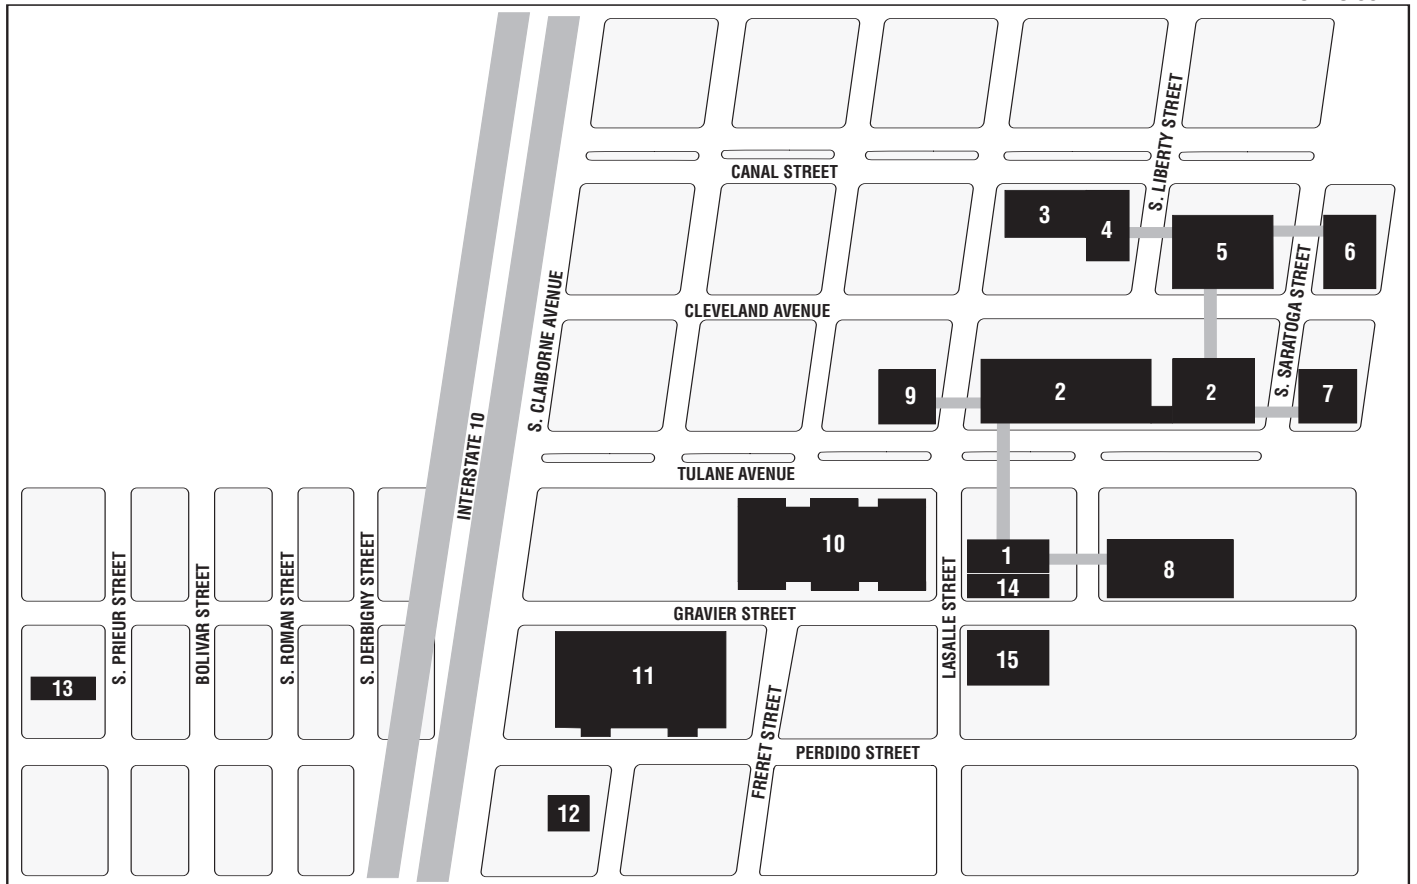 S. LIBERTY STREET
CANAL STREET
3
4
5
6
S. CLAIBORNE AVENUE
CLEVELAND AVENUE
S. SARATOGA STREET
9
2
2
7
INTERSTATE 10
TULANE AVENUE
10
1
14
8
S. PRIEUR STREET
BOLIVAR STREET
S. ROMAN STREET
S. DERBIGNY STREET
GRAVIER STREET
LASALLE STREET
13
11
15
FRERET STREET
PERDIDO STREET
12